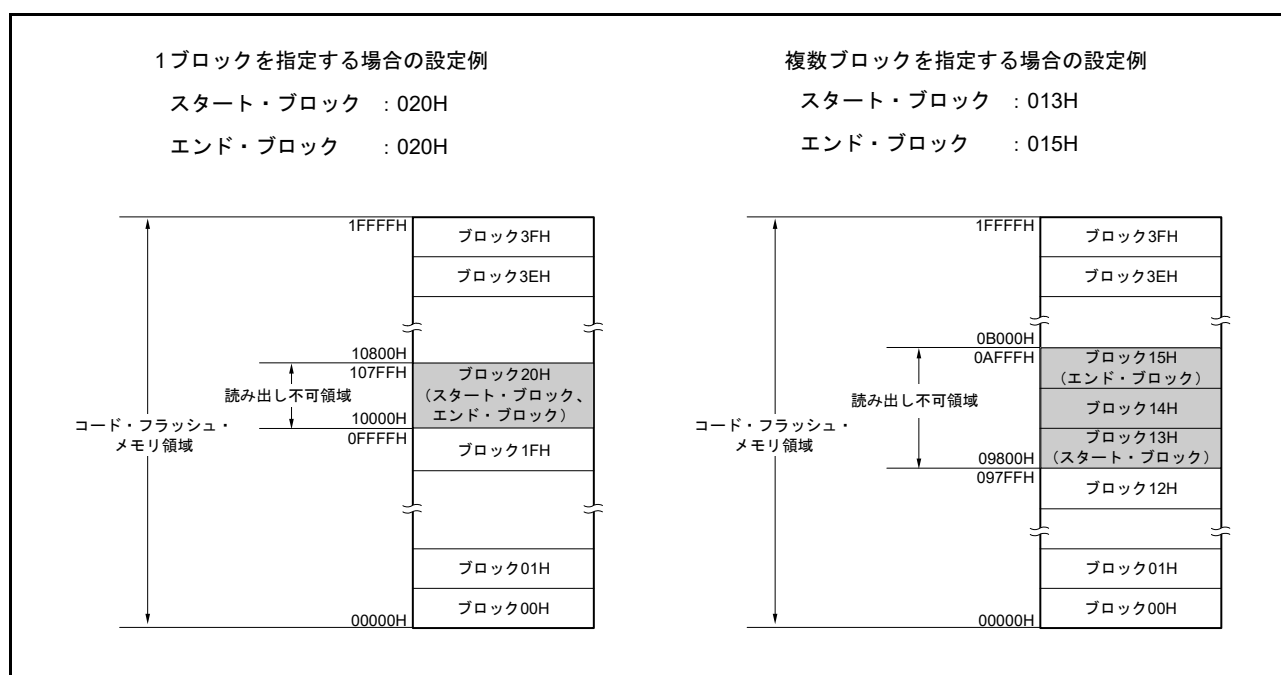 1ブロックを指定する場合の設定例
スタート・ブロック : 020H
エンド・ブロック : 020H
1FFFFH
ブロック3FH
ブロック3EH
10800H
107FFH
ブロック20H
(スタート・ブロック、
エンド・ブロック)
読み出し不可領域
10000H
0FFFFH
コード・フラッシュ・
メモリ領域
ブロック1FH
ブロック01H
ブロック00H
00000H
複数ブロックを指定する場合の設定例
スタート・ブロック : 013H
エンド・ブロック : 015H
1FFFFH
ブロック3FH
ブロック3EH
0B000H
0AFFFH
ブロック15H
(エンド・ブロック)
読み出し不可領域
ブロック14H
ブロック13H
(スタート・ブロック)
09800H
097FFH
コード・フラッシュ・
メモリ領域
ブロック12H
ブロック01H
ブロック00H
00000H